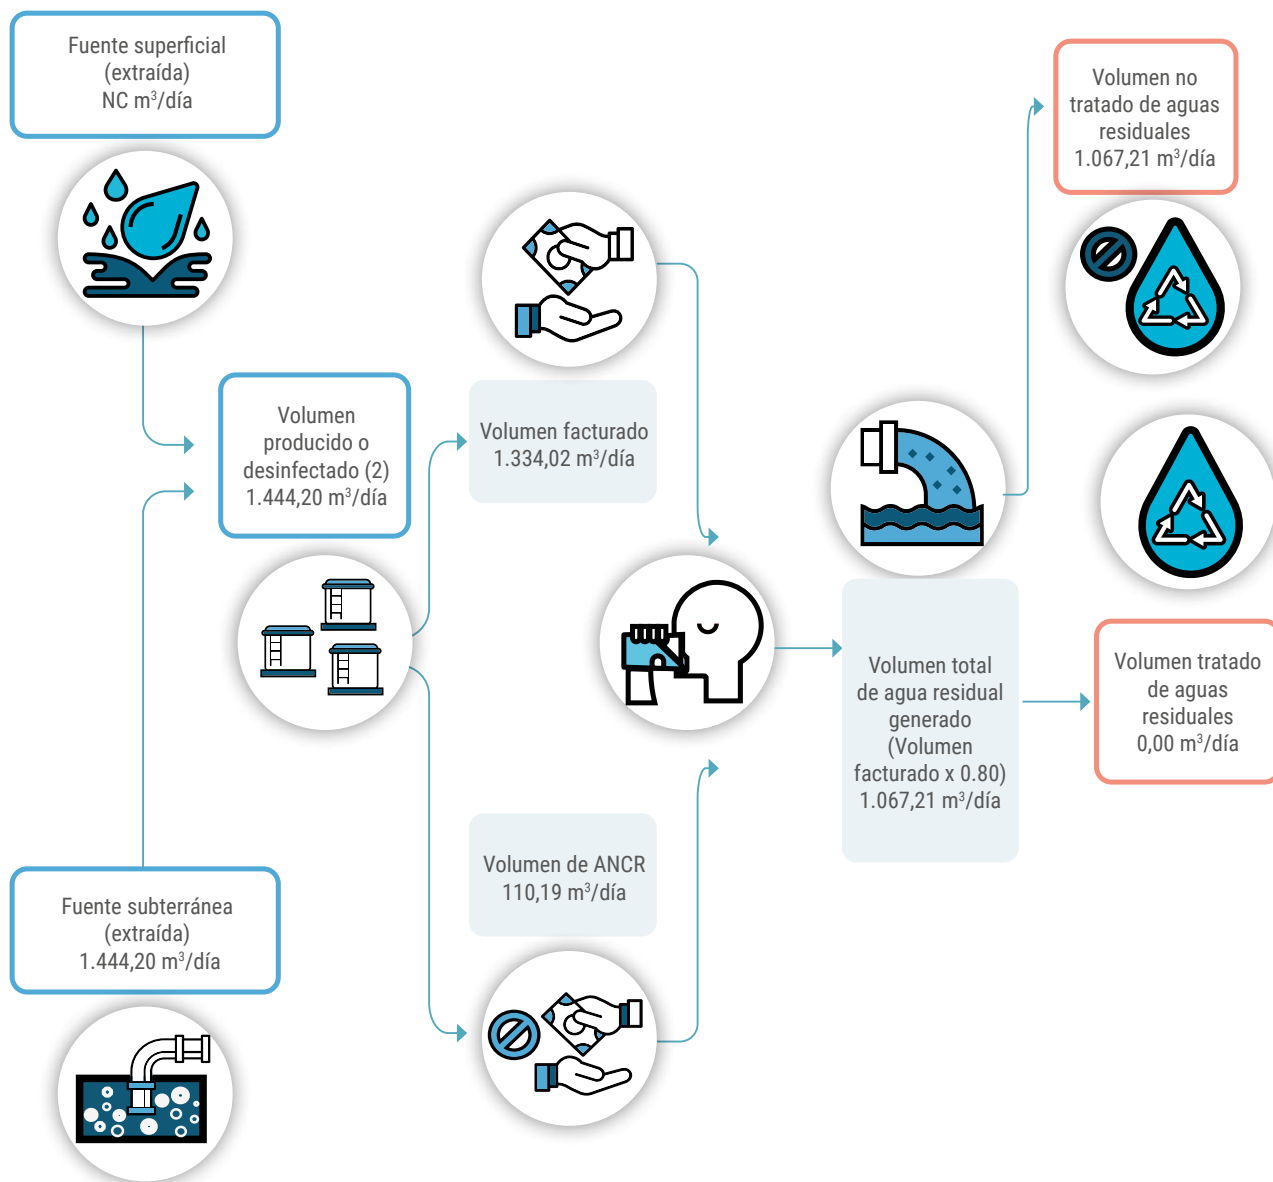 Fuente superficial
(extraída)
NC m³/día
Volumen
producido o
desinfectado (2)
1.444,20 m³/día
Fuente subterránea
(extraída)
1.444,20 m³/día
Volumen facturado
1.334,02 m³/día
Volumen de ANCR
110,19 m³/día
Volumen total
de agua residual
generado
(Volumen
facturado x 0.80)
1.067,21 m³/día
Volumen no
tratado de aguas
residuales
1.067,21 m³/día
Volumen tratado
de aguas
residuales
0,00 m³/día